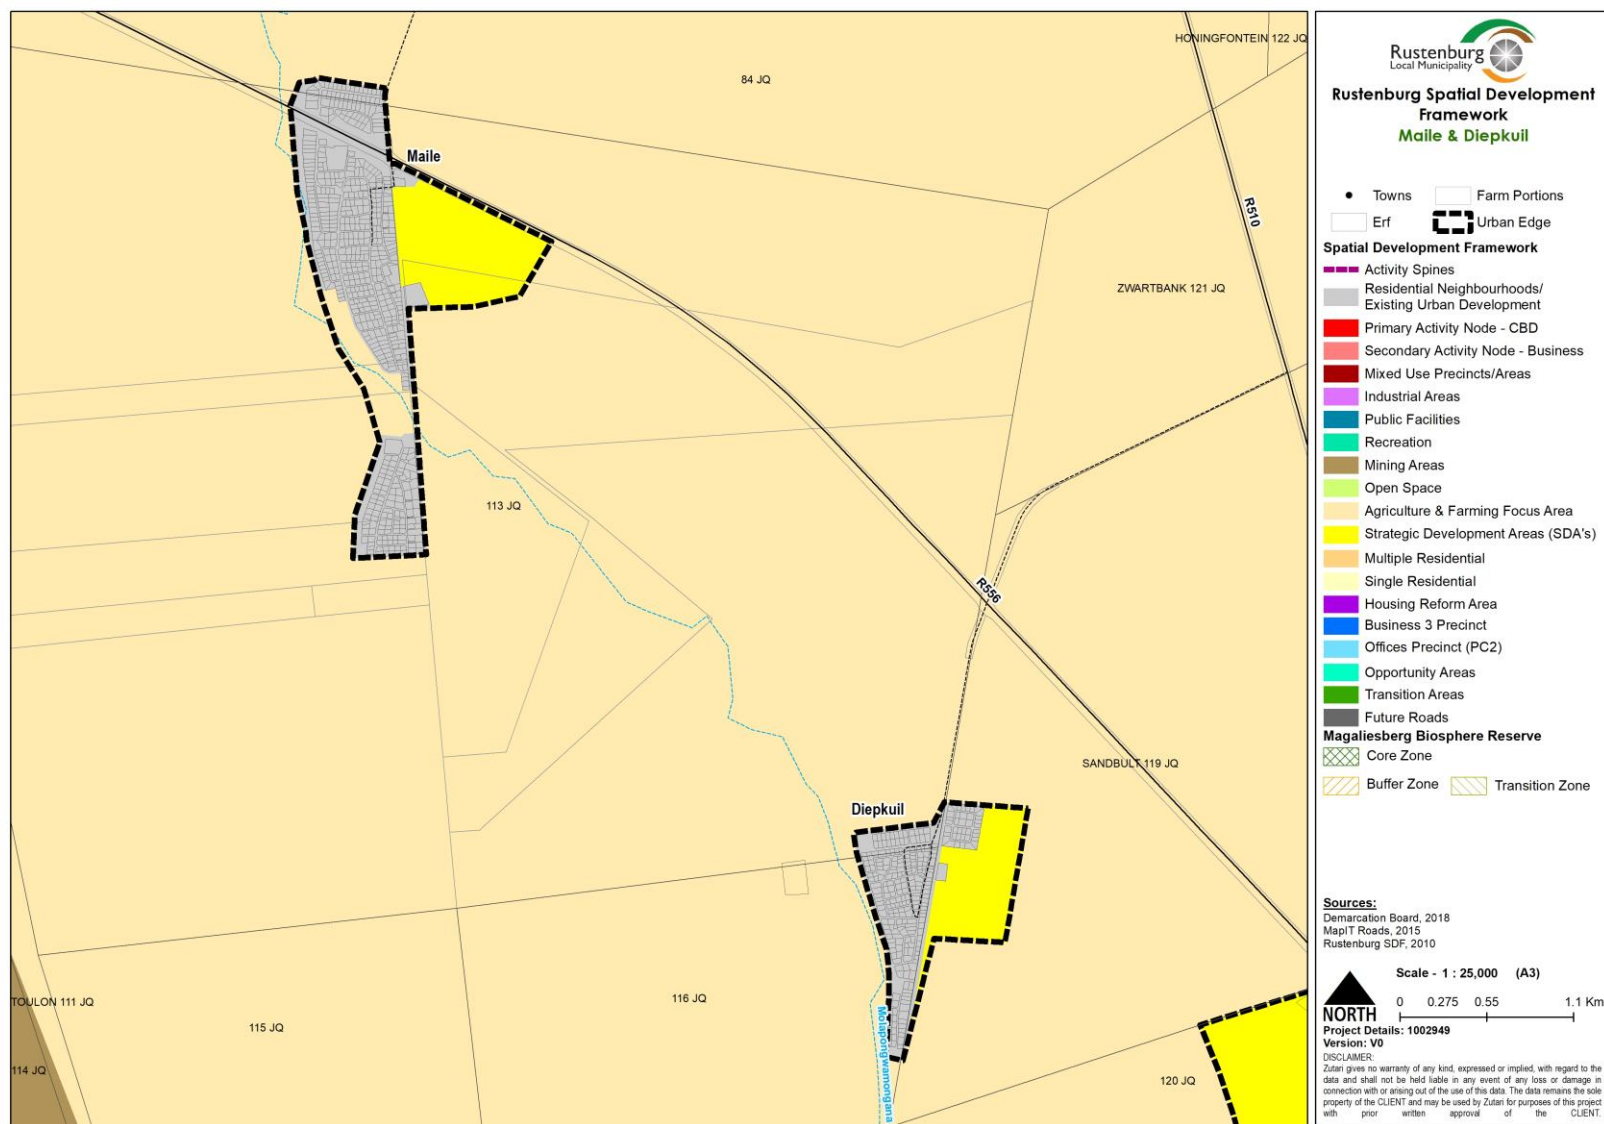 HONINGFONTEIN 122 JQ
84 JQ
Maile
R510
ZWARTBANK 121 JQ
113 JQ
R556
SANDBULT 119 JQ
Diepkuil
TOULON 111 JQ
116 JQ
115 JQ
Molapongwamongana
114 JQ
120 JQ
Rustenburg
Local Municipality
Rustenburg Spatial Development
Framework
Maile & Diepkuil
Towns
Farm Portions
Erf
Urban Edge
Spatial Development Framework
Activity Spines
Residential Neighbourhoods/
Existing Urban Development
Primary Activity Node - CBD
Secondary Activity Node - Business
Mixed Use Precincts/Areas
Industrial Areas
Public Facilities
Recreation
Mining Areas
Open Space
Agriculture & Farming Focus Area
Strategic Development Areas (SDA's)
Multiple Residential
Single Residential
Housing Reform Area
Business 3 Precinct
Offices Precinct (PC2)
Opportunity Areas
Transition Areas
Future Roads
Magaliesberg Biosphere Reserve
Core Zone
Buffer Zone
Transition Zone
Sources:
Demarcation Board, 2018
MapIT Roads, 2015
Rustenburg SDF, 2010
Scale - 1 : 25,000 (A3)
0 0.275 0.55 1.1 Km
NORTH
Project Details: 1002949
Version: V0
DISCLAIMER:
Zutari gives no warranty of any kind, expressed or implied, with regard to the
data and shall not be held liable in any event of any loss or damage in
connection with or arising out of the use of this data. The data remains the sole
property of the CLIENT and may be used by Zutari for purposes of this project
with prior written approval of the CLIENT.